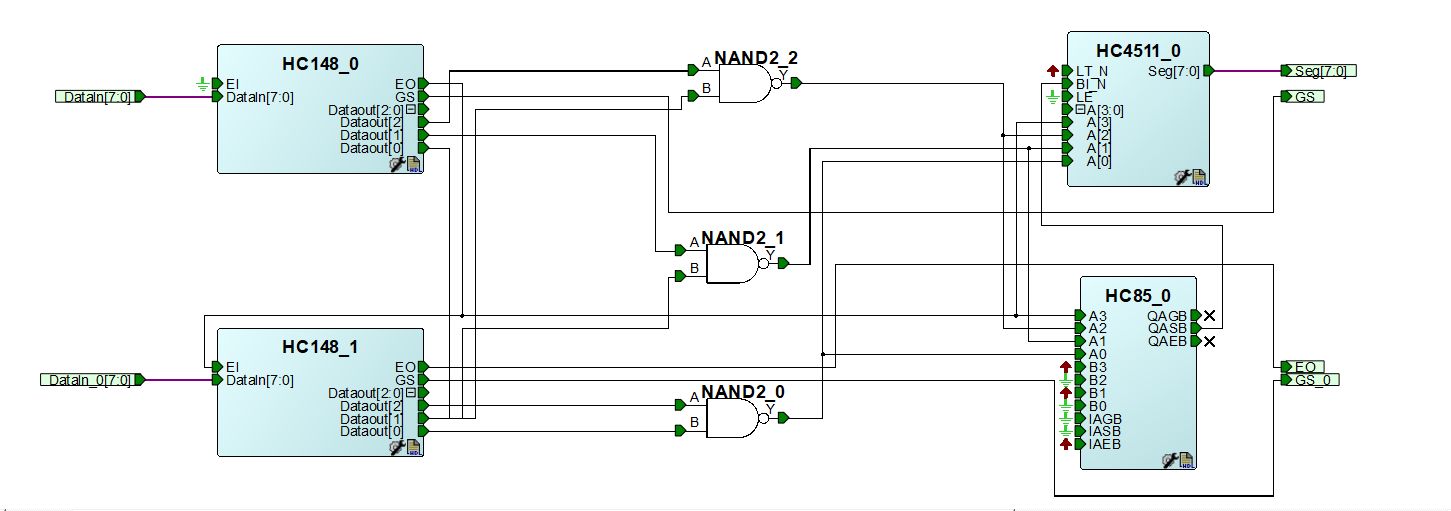 HC148_0
EI
DataIn[7:0]
EO
GS
Dataout[2:0]
Dataout[2]
Dataout[1]
Dataout[0]
DataIn[7:0]
NAND2_2
A
B
Y
HC4511_0
LT_N
BI_N
LE
A[3:0]
A[3]
A[2]
A[1]
A[0]
Seg[7:0]
Seg[7:0]
GS
NAND2_1
A
B
Y
HC148_1
EI
DataIn[7:0]
EO
GS
Dataout[2:0]
Dataout[2]
Dataout[1]
Dataout[0]
DataIn_0[7:0]
NAND2_0
A
B
Y
HC85_0
A3
A2
A1
A0
B3
B2
B1
B0
IAGB
IASB
IAEB
QAGB
QASB
QAEB
EO
GS_0